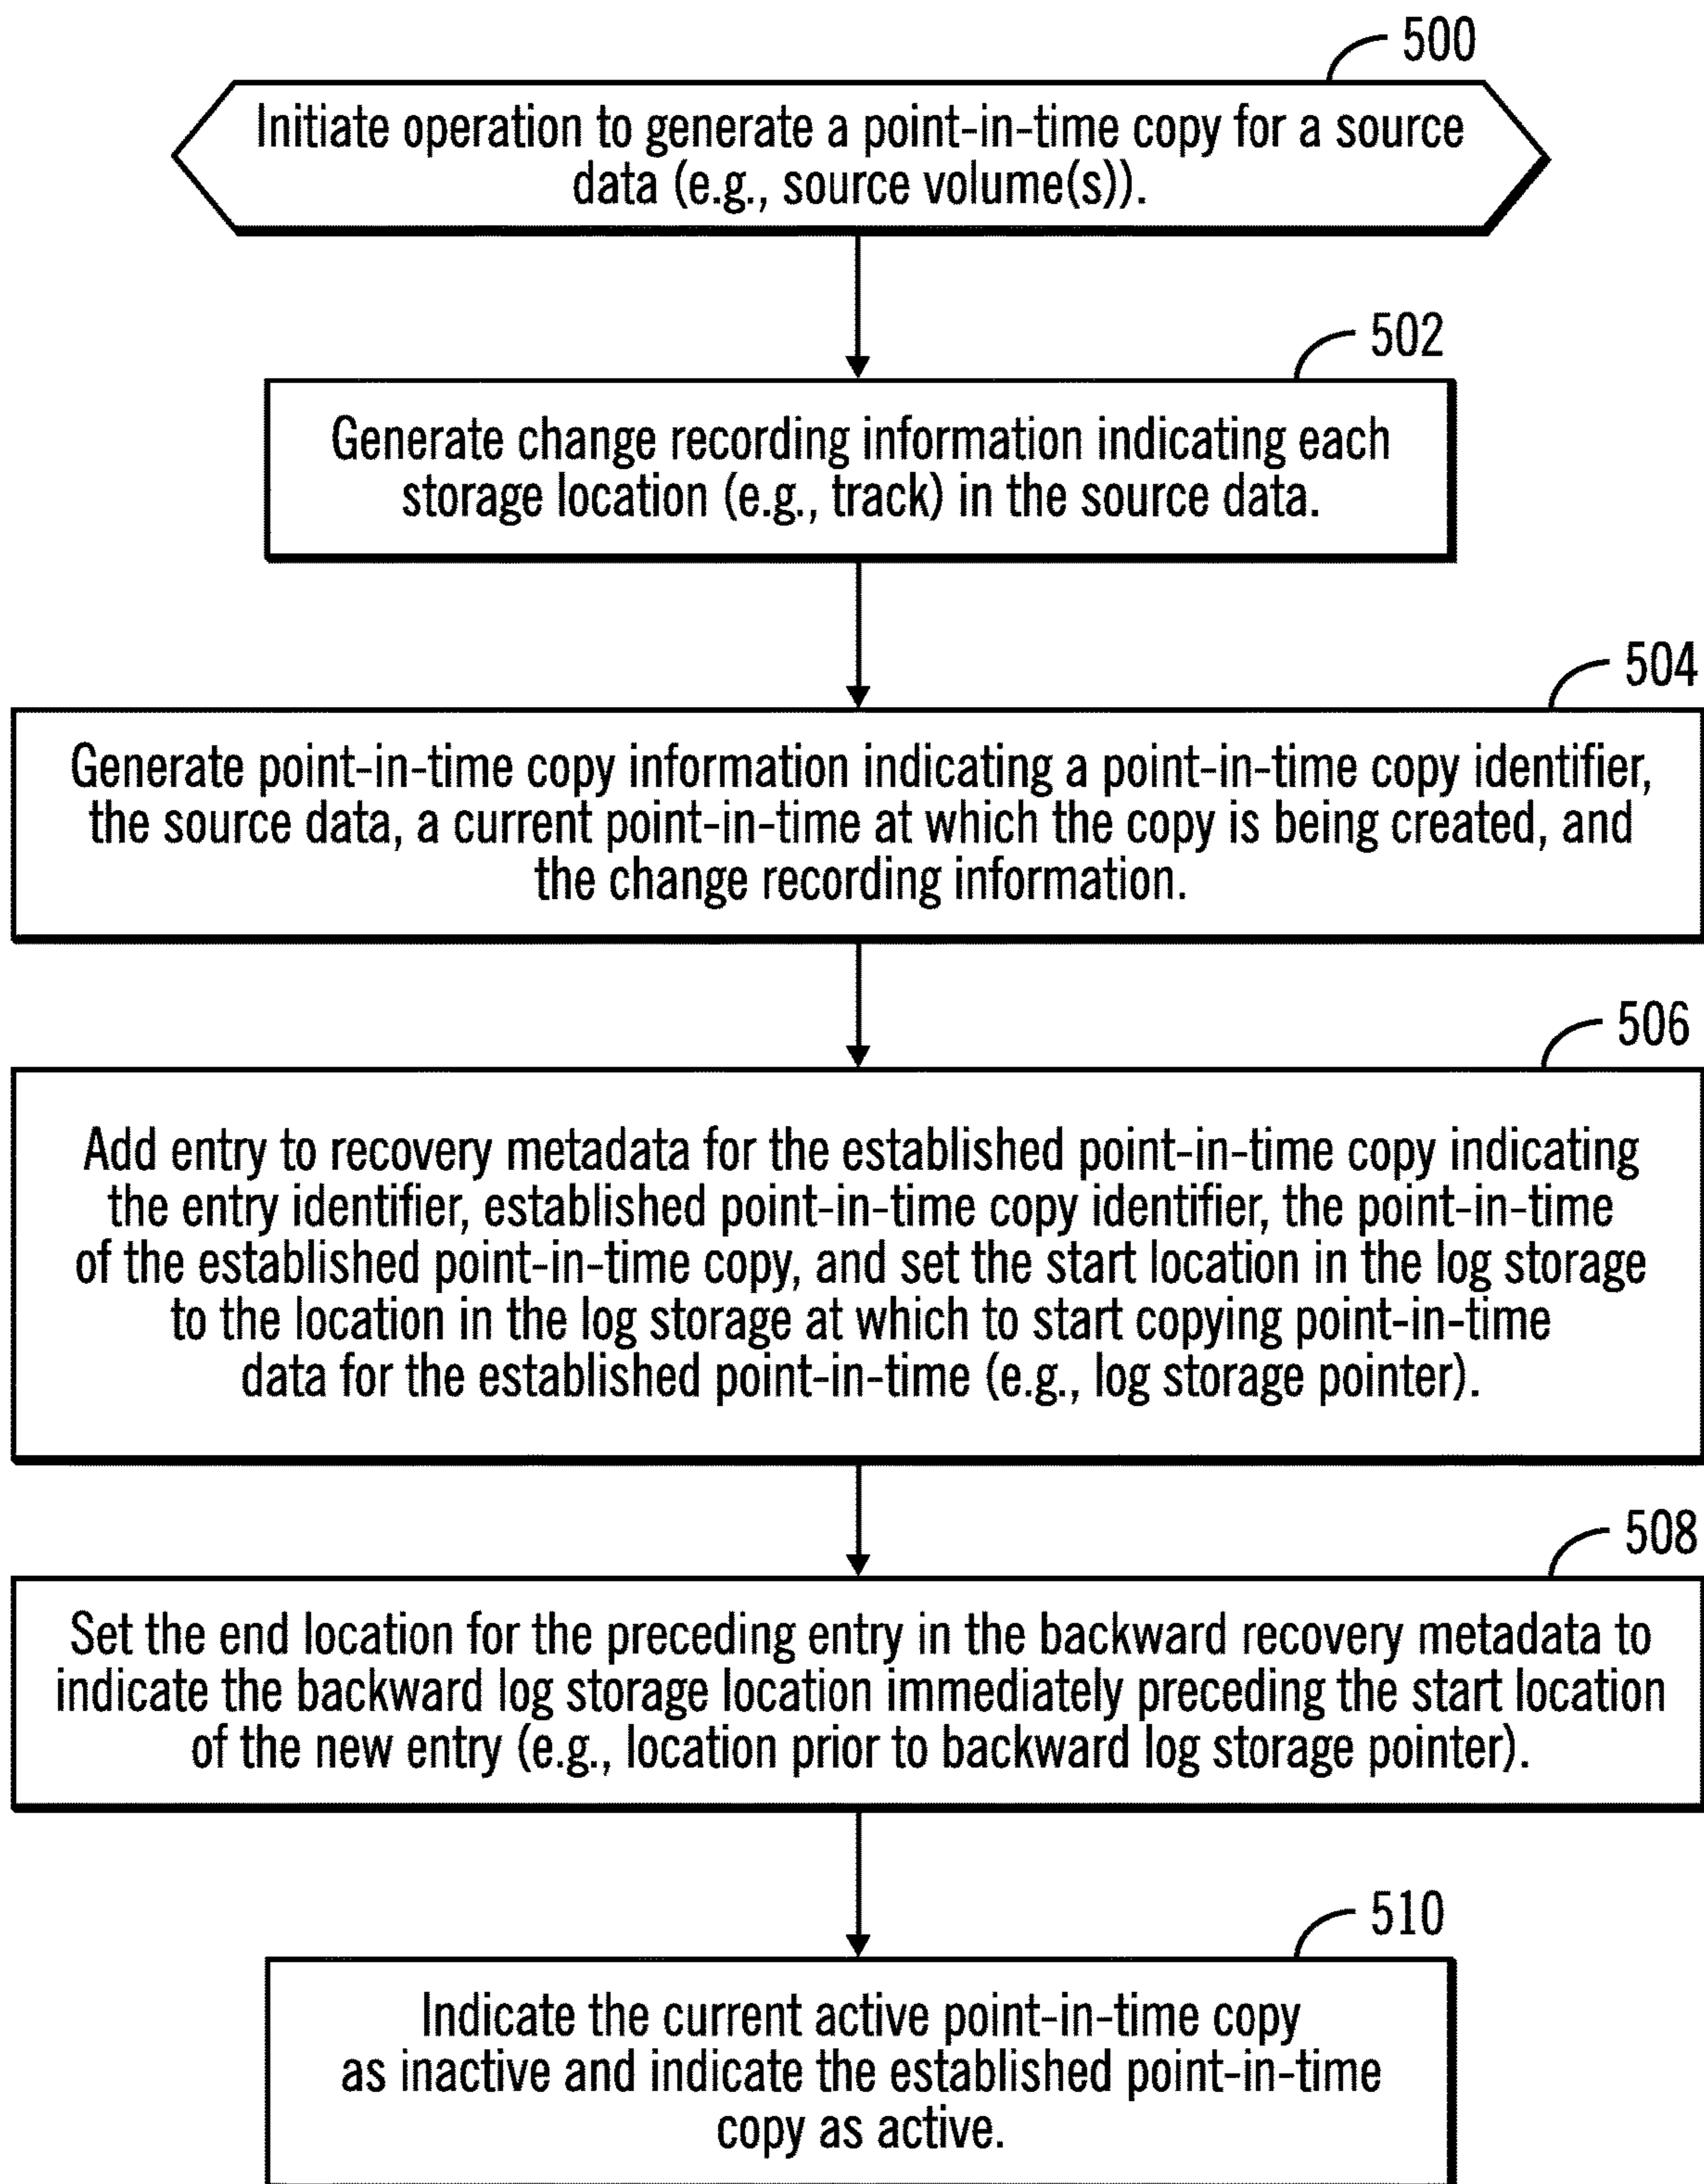 500
Initiate operation to generate a point-in-time copy for a source
data (e.g., source volume(s)).
502
Generate change recording information indicating each
storage location (e.g., track) in the source data.
504
Generate point-in-time copy information indicating a point-in-time copy identifier,
the source data, a current point-in-time at which the copy is being created, and
the change recording information.
506
Add entry to recovery metadata for the established point-in-time copy indicating
the entry identifier, established point-in-time copy identifier, the point-in-time
of the established point-in-time copy, and set the start location in the log storage
to the location in the log storage at which to start copying point-in-time
data for the established point-in-time (e.g., log storage pointer).
508
Set the end location for the preceding entry in the backward recovery metadata to
indicate the backward log storage location immediately preceding the start location
of the new entry (e.g., location prior to backward log storage pointer).
510
Indicate the current active point-in-time copy
as inactive and indicate the established point-in-time
copy as active.